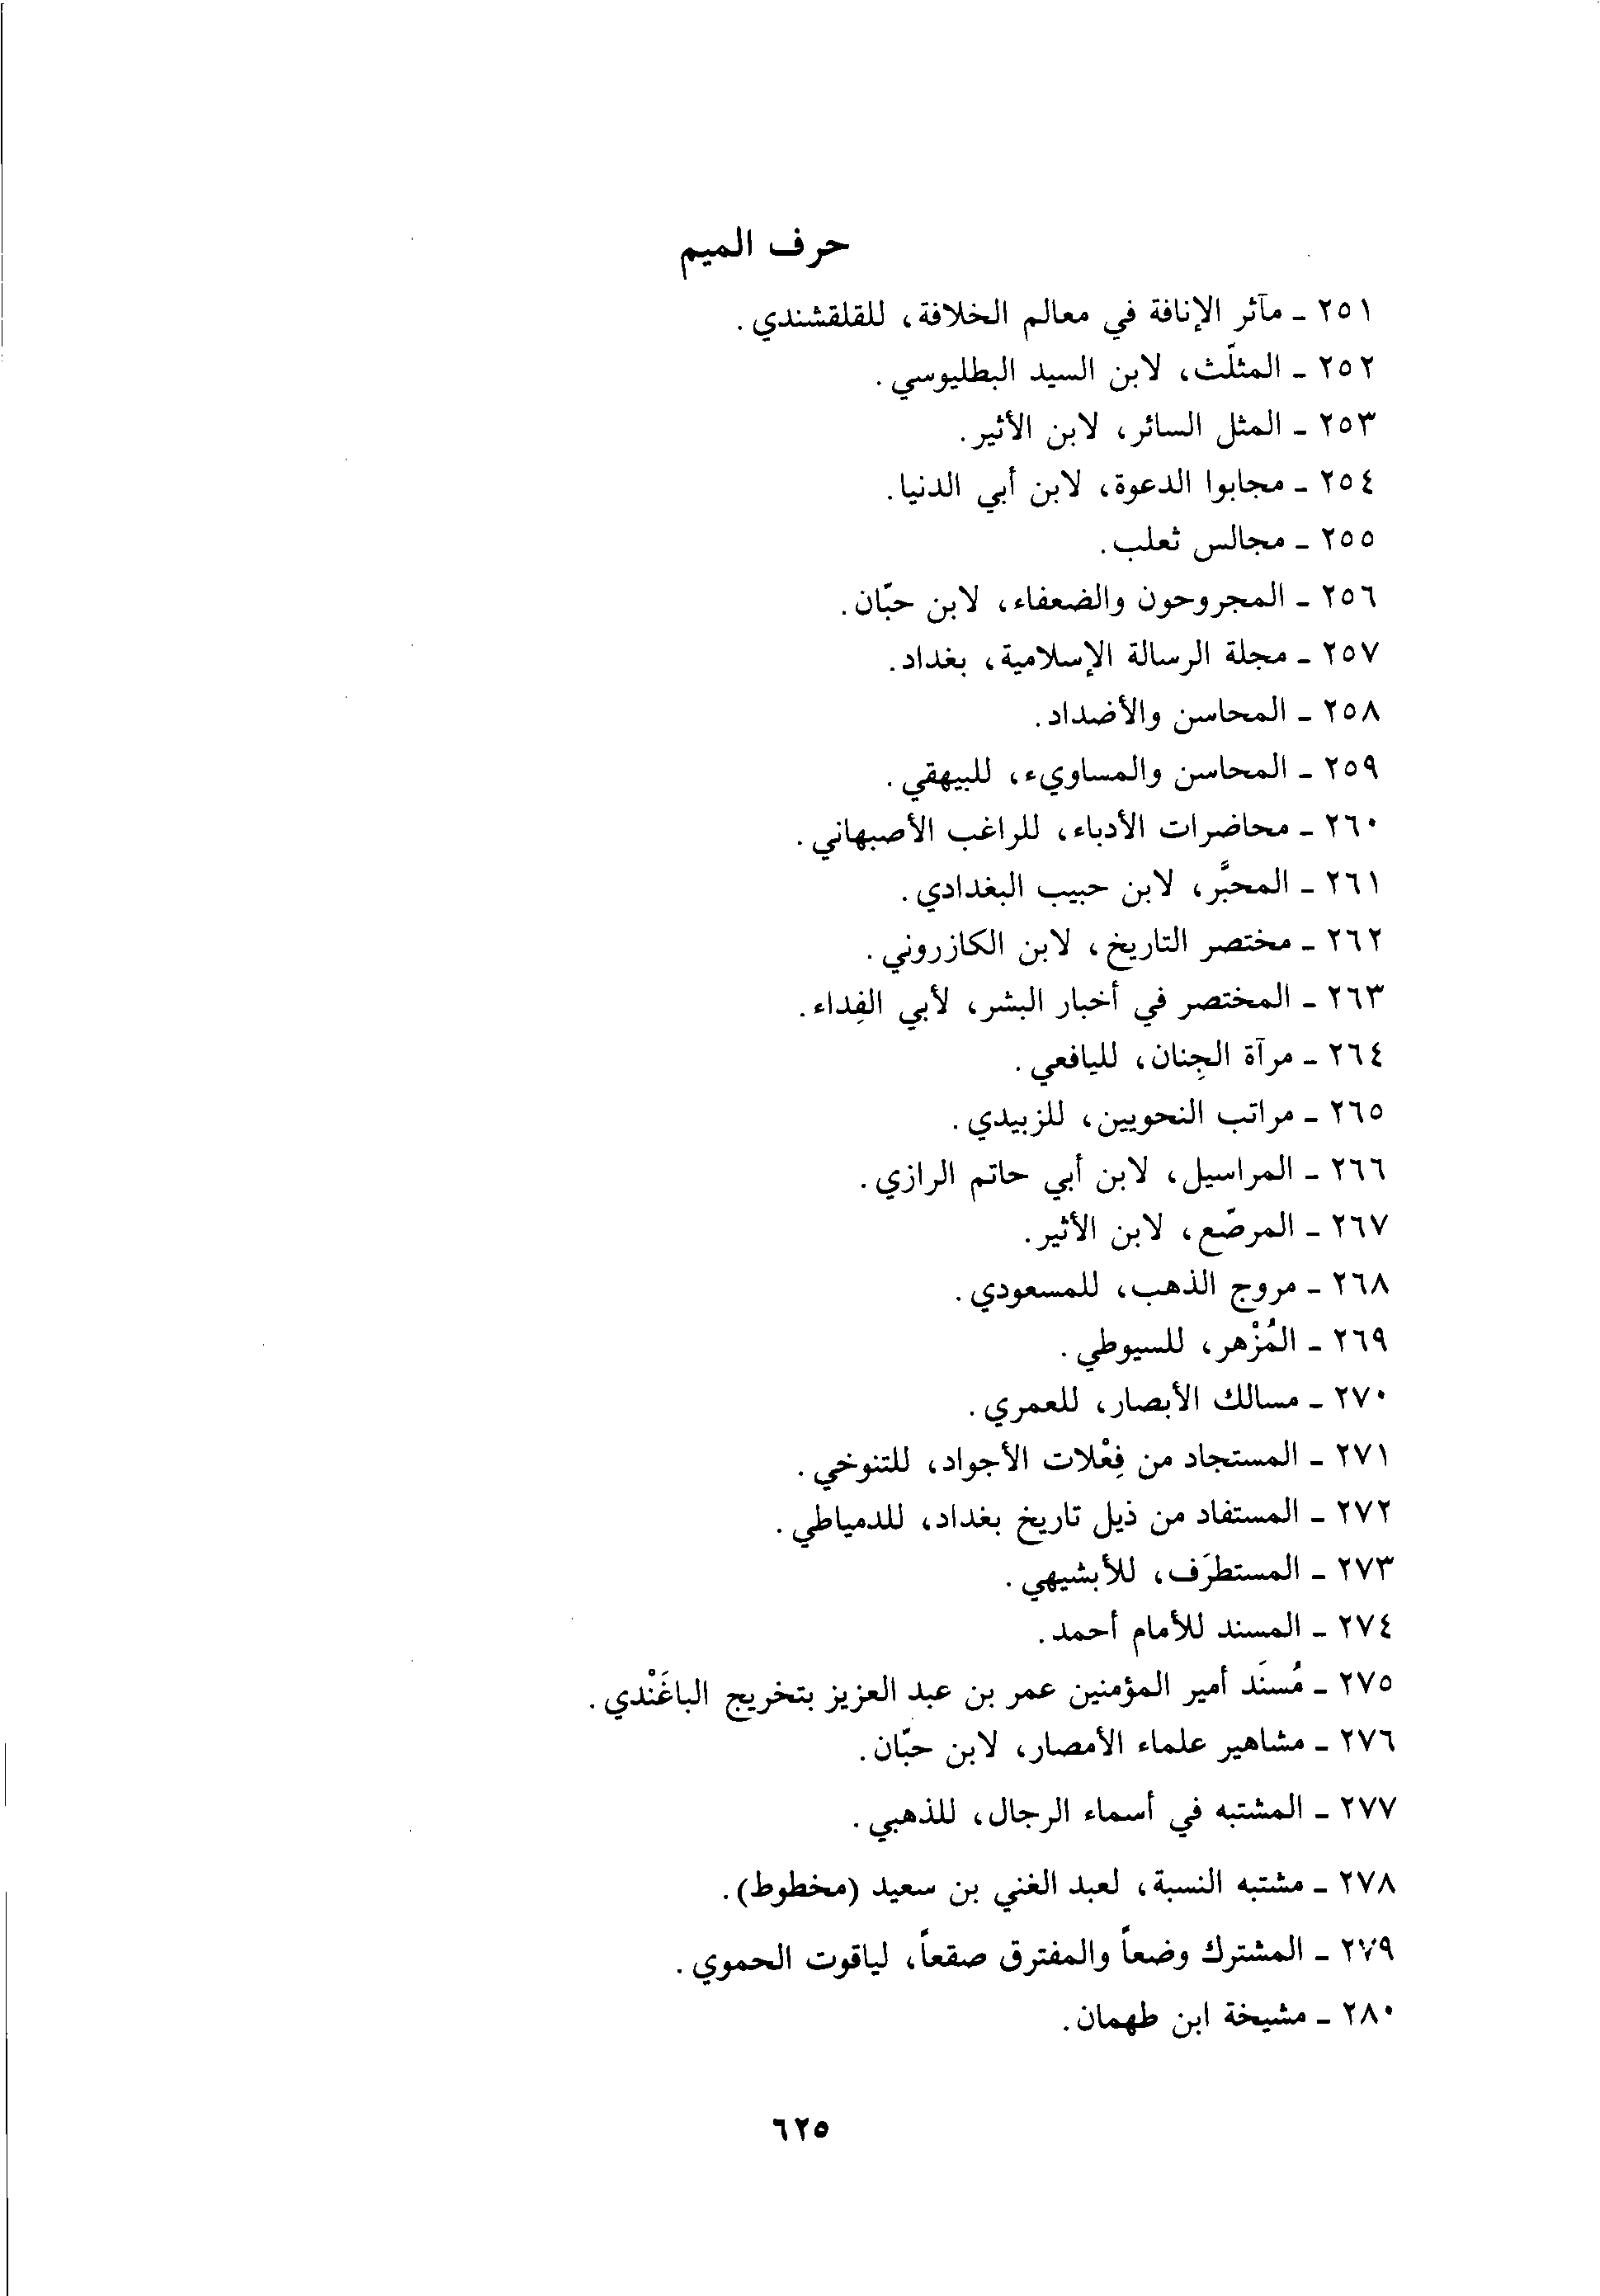 حرف الميم
٢٥١ ـ مآثر الإنافة في معالم الخلافة، للقلقشندي.
٢٥٢ ـ المثلّث، لابن السيد البطليوسي.
٢٥٣ ـ المثل السائر، لابن الأثير.
٢٥٤ ـ مجابوا الدعوة، لابن أبي الدنيا.
٢٥٥ ـ مجالس ثعلب.
٢٥٦ ـ المجروحون والضعفاء، لابن حبّان.
٢٥٧ ـ مجلة الرسالة الإسلامية، بغداد.
٢٥٨ ـ المحاسن والأضداد.
٢٥٩ ـ المحاسن والمساويء، للبيهقي.
٢٦٠ ـ محاضرات الأدباء، للراغب الأصبهاني.
٢٦١ ـ المحبَّر، لابن حبيب البغدادي.
٢٦٢ ـ مختصر التاريخ، لابن الكازروني.
٢٦٣ ـ المختصر في أخبار البشر، لأبي الفِداء.
٢٦٤ ـ مرآة الجِنان، لليافعي.
٢٦٥ ـ مراتب النحويين، للزبيدي.
٢٦٦ ـ المراسيل، لابن أبي حاتم الرازي.
٢٦٧ ـ المرصّع، لابن الأثير.
٢٦٨ ـ مروج الذهب، للمسعودي.
٢٦٩ ـ المُزْهر، للسيوطي.
٢٧٠ ـ مسالك الأبصار، للعمري.
٢٧١ ـ المستجاد من فِعْلات الأجواد، للتنوخي.
٢٧٢ ـ المستفاد من ذيل تاريخ بغداد، للدمياطي.
٢٧٣ ـ المستطرَف، للأبشيهي.
٢٧٤ ـ المسند للأمام أحمد.
٢٧٥ ـ مُسنَد أمير المؤمنين عمر بن عبد العزيز بتخريج الباغَنْدي.
٢٧٦ ـ مشاهير علماء الأمصار، لابن حبّان.
٢٧٧ ـ المشتبه في أسماء الرجال، للذهبي.
٢٧٨ ـ مشتبه النسبة، لعبد الغني بن سعيد (مخطوط).
٢٧٩ ـ المشترك وضعاً والمفترق صقعاً، لياقوت الحموي.
٢٨٠ ـ مشيخة ابن طهمان.
٦٢٥